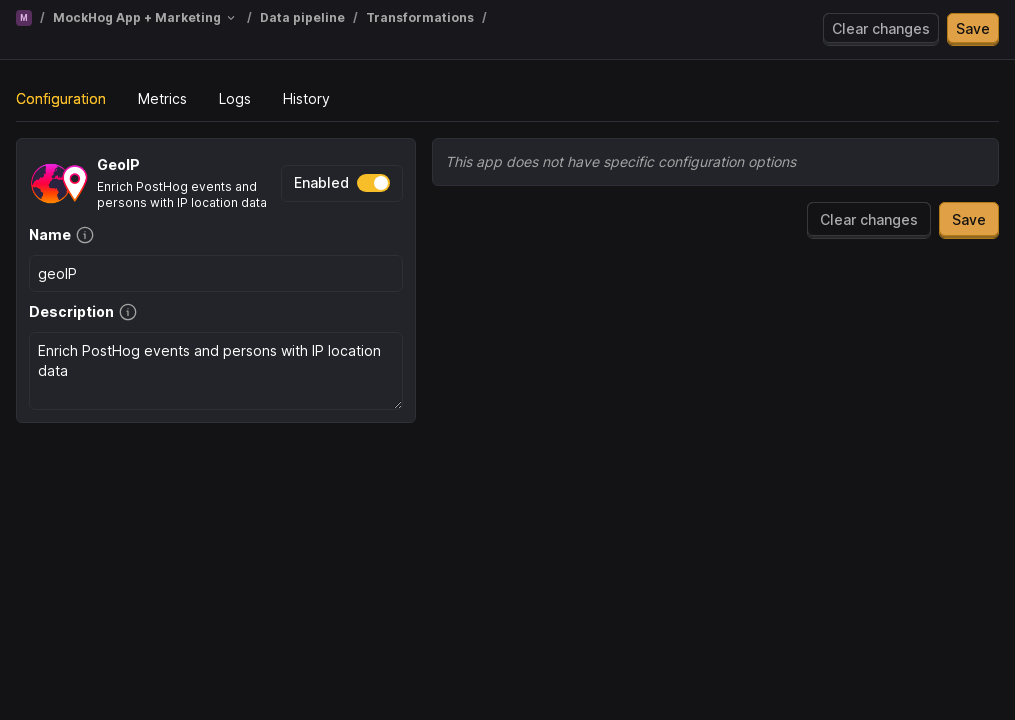 M / MockHog App + Marketing / Data pipeline / Transformations /
Clear changes Save
Configuration Metrics Logs History
GeoIP
Enrich PostHog events and
persons with IP location data
Enabled
This app does not have specific configuration options
Clear changes Save
Name
geoIP
Description
Enrich PostHog events and persons with IP location
data